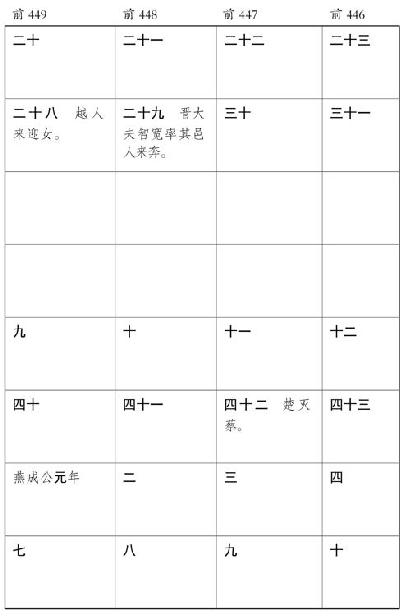 前 449 前 448 前 447 前 446
二十 二十一 二十二 二十三
二十八 越人 二十九 晋大 三十 三十一
来迎女。 夫智宽率其邑
人来奔。
九 十 十一 十二
四十 四十一 四十二 楚灭 四十三
蔡。
燕成公元年 二 三 四
七 八 九 十